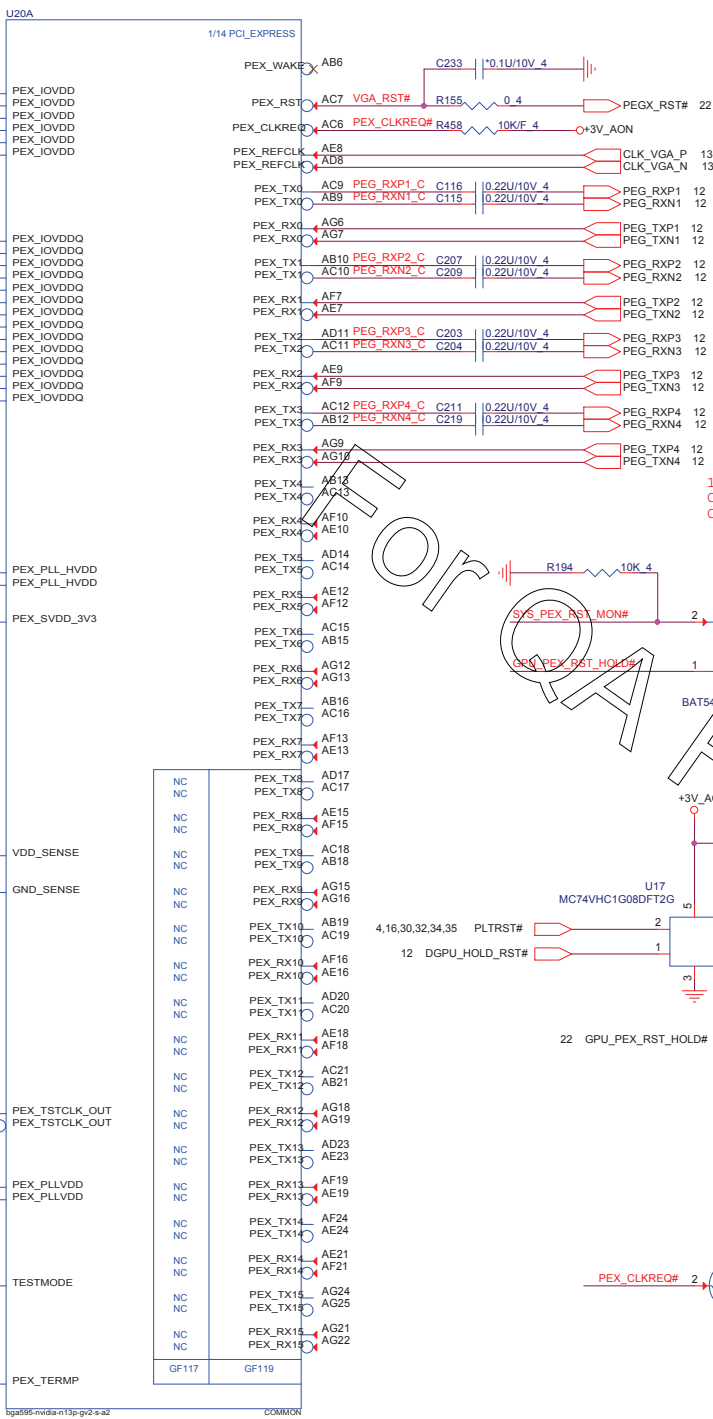 U20A
1/14 PCI_EXPRESS
PEX_WAKE AB6
C233 *0.1U/10V_4
PEX_IOVDD
PEX_IOVDD
PEX_IOVDD
PEX_IOVDD
PEX_IOVDD
PEX_IOVDD
PEX_RST AC7 VGA_RST# R155 0_4 PEGX_RST# 22
PEX_CLKREQ AC6 PEX_CLKREQ# R458 10K/F_4 +3V_AON
PEX_REFCLK AE8 CLK_VGA_P 13
PEX_REFCLK AD8 CLK_VGA_N 13
PEX_TX0 AC9 PEG_RXP1_C C116 0.22U/10V_4 PEG_RXP1 12
PEX_TX0 AB9 PEG_RXN1_C C115 0.22U/10V_4 PEG_RXN1 12
PEX_RX0 AG6 PEG_TXP1 12
PEX_RX0 AG7 PEG_TXN1 12
PEX_IOVDDQ
PEX_IOVDDQ
PEX_IOVDDQ
PEX_IOVDDQ
PEX_IOVDDQ
PEX_IOVDDQ
PEX_IOVDDQ
PEX_IOVDDQ
PEX_IOVDDQ
PEX_IOVDDQ
PEX_IOVDDQ
PEX_IOVDDQ
PEX_IOVDDQ
PEX_IOVDDQ
PEX_TX1 AB10 PEG_RXP2_C C207 0.22U/10V_4 PEG_RXP2 12
PEX_TX1 AC10 PEG_RXN2_C C209 0.22U/10V_4 PEG_RXN2 12
PEX_RX1 AF7 PEG_TXP2 12
PEX_RX1 AE7 PEG_TXN2 12
PEX_TX2 AD11 PEG_RXP3_C C203 0.22U/10V_4 PEG_RXP3 12
PEX_TX2 AC11 PEG_RXN3_C C204 0.22U/10V_4 PEG_RXN3 12
PEX_RX2 AE9 PEG_TXP3 12
PEX_RX2 AF9 PEG_TXN3 12
PEX_TX3 AC12 PEG_RXP4_C C211 0.22U/10V_4 PEG_RXP4 12
PEX_TX3 AB12 PEG_RXN4_C C219 0.22U/10V_4 PEG_RXN4 12
PEX_RX3 AG9 PEG_TXP4 12
PEX_RX3 AG10 PEG_TXN4 12
PEX_TX4 AB13
PEX_TX4 AC13
PEX_RX4 AF10
PEX_RX4 AE10
PEX_TX5 AD14
PEX_TX5 AC14
PEX_PLL_HVDD
PEX_PLL_HVDD
R194 10K_4
PEX_RX5 AE12
PEX_RX5 AF12
PEX_SVDD_3V3
SYS_PEX_RST_MON# 2
PEX_TX6 AC15
PEX_TX6 AB15
PEX_RX6 AG12
PEX_RX6 AG13
GPU_PEX_RST_HOLD# 1
PEX_TX7 AB16
PEX_TX7 AC16
BAT54
PEX_RX7 AF13
PEX_RX7 AE13
NC PEX_TX8 AD17
NC PEX_TX8 AC17
NC PEX_RX8 AE15
NC PEX_RX8 AF15
VDD_SENSE
NC PEX_TX9 AC18
NC PEX_TX9 AB18
GND_SENSE
NC PEX_RX9 AG15
NC PEX_RX9 AG16
U17
MC74VHC1G08DFT2G
5
NC PEX_TX10 AB19
NC PEX_TX10 AC19
4,16,30,32,34,35 PLTRST# 2
12 DGPU_HOLD_RST# 1
3
NC PEX_RX10 AF16
NC PEX_RX10 AE16
NC PEX_TX11 AD20
NC PEX_TX11 AC20
NC PEX_RX11 AE18
NC PEX_RX11 AF18
22 GPU_PEX_RST_HOLD#
NC PEX_TX12 AC21
NC PEX_TX12 AB21
PEX_TSTCLK_OUT
PEX_TSTCLK_OUT
NC PEX_RX12 AG18
NC PEX_RX12 AG19
NC PEX_TX13 AD23
NC PEX_TX13 AE23
PEX_PLLVDD
PEX_PLLVDD
NC PEX_RX13 AF19
NC PEX_RX13 AE19
NC PEX_TX14 AF24
NC PEX_TX14 AE24
NC PEX_RX14 AE21
NC PEX_RX14 AF21
TESTMODE
PEX_CLKREQ# 2
NC PEX_TX15 AG24
NC PEX_TX15 AG25
NC PEX_RX15 AG21
NC PEX_RX15 AG22
GF117 GF119
PEX_TERMP
bga595-nvidia-n13p-gv2-s-a2 COMMON
For QA